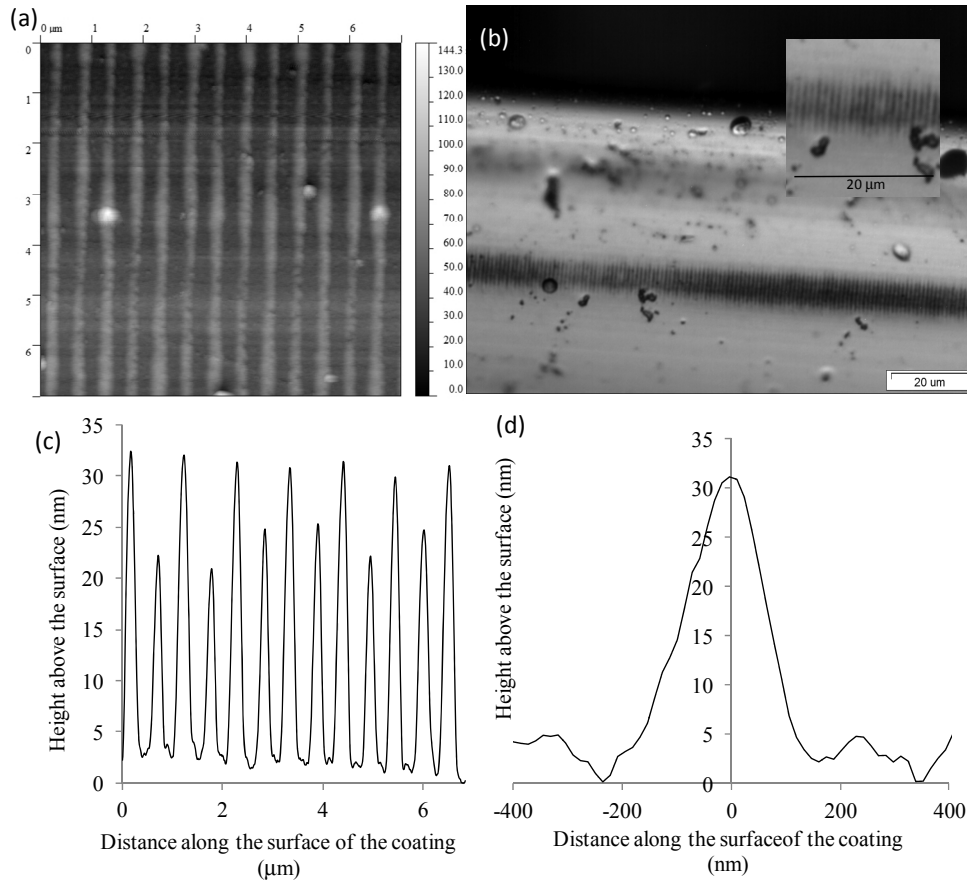 (a)
0 μm 1 2 3 4 5 6
0
1
2
3
4
5
6
144.3
130.0
120.0
110.0
100.0
90.0
80.0
70.0
60.0
50.0
40.0
30.0
20.0
10.0
0.0
(b)
20 μm
20 um
(c)
Height above the surface (nm)
35
30
25
20
15
10
5
0
0 2 4 6
Distance along the surface of the coating
(μm)
(d)
Height above the surface (nm)
35
30
25
20
15
10
5
0
-400 -200 0 200 400
Distance along the surfaceof the coating
(nm)